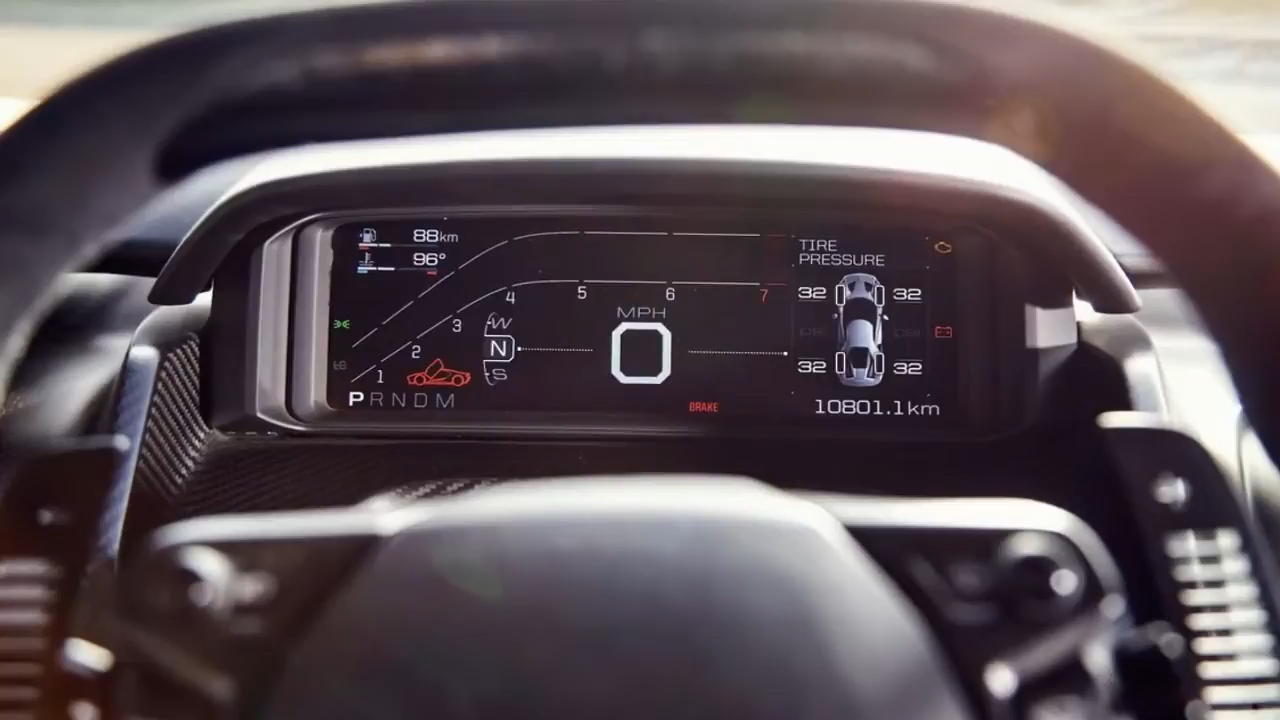 88km
96°
TIRE
PRESSURE
32 32
1 2 3 4 5 6 7
MPH
W
N
S
0
32 32
PRNDM
BRAKE
10801.1km